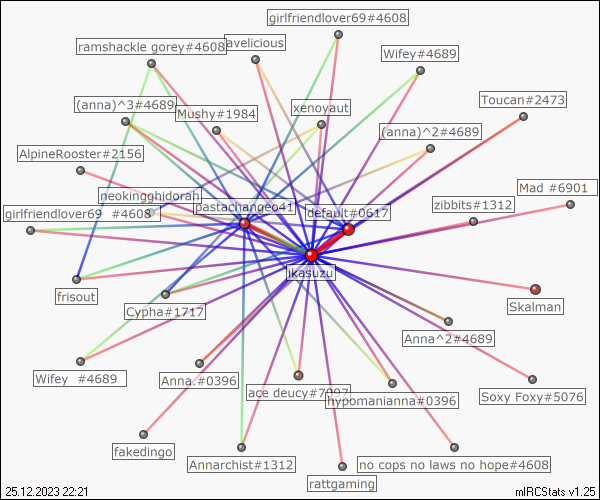 girlfriendlover69#4608
ramshackle gorey#4608
avelicious
Wifey#4689
(anna)^3#4689
Mushy#1984
xenoyaut
Toucan#2473
AlpineRooster#2156
(anna)^2#4689
neokingghidorah
Mad #6901
girlfriendlover69 #4608
pastachangeo41
default#0617
zibbits#1312
jkasuzu
frisout
Cypha#1717
Skalman
Anna^2#4689
Wifey #4689
Anna.#0396
ace deucy#7997
hypomanianna#0396
Soxy Foxy#5076
fakedingo
Annarchist#1312
no cops no laws no hope#4608
rattgaming
25.12.2023 22:21
mIRCStats v1.25